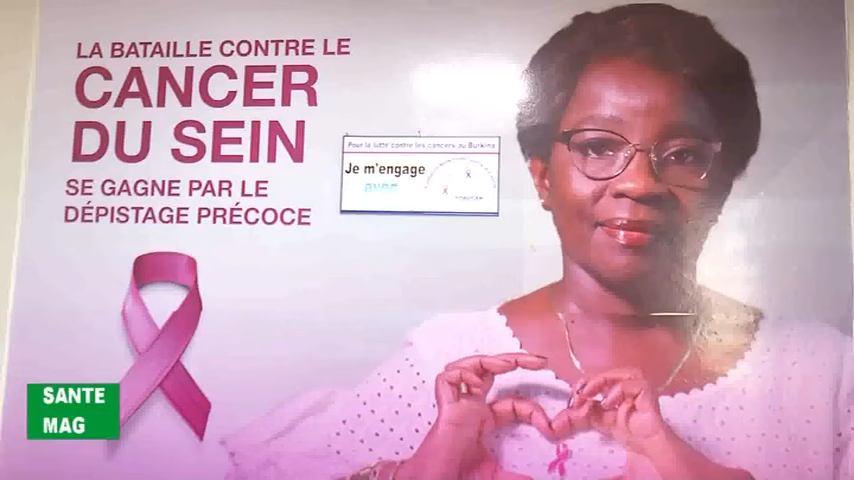 LA BATAILLE CONTRE LE
CANCER
DU SEIN
SE GAGNE PAR LE
DÉPISTAGE PRÉCOCE
Pour la lutte contre les cancers au Burkina
Je m'engage
avec
SANTE
MAG